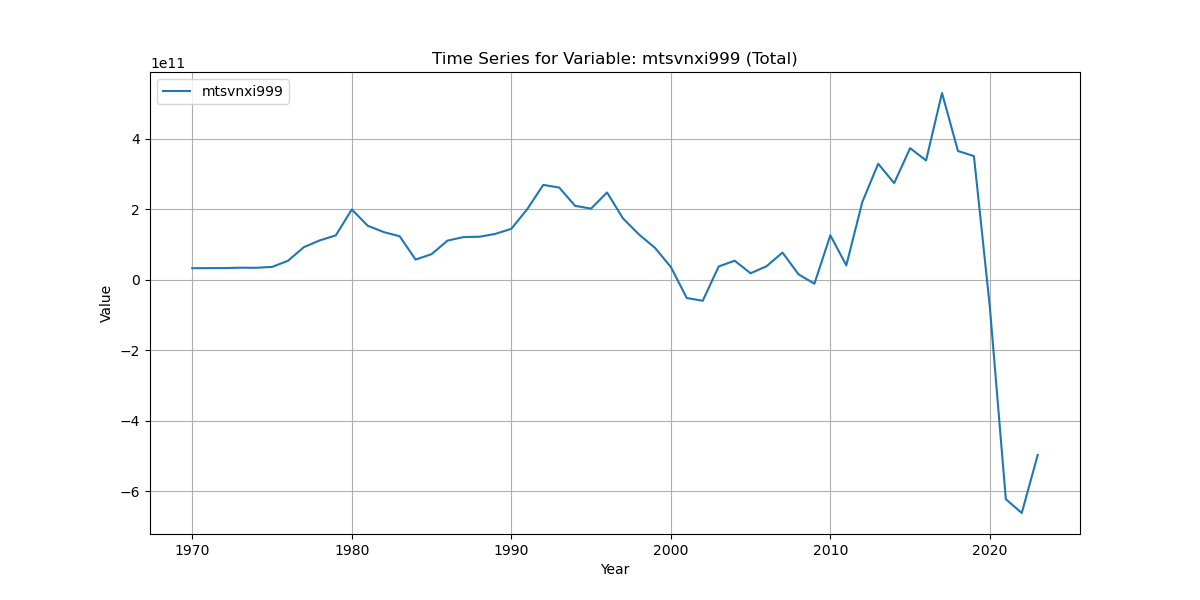 Time Series for Variable: mtsvnxi999 (Total)
1e11
mtsvnxi999
4
2
0
−2
−4
−6
Value
1970 1980 1990 2000 2010 2020
Year